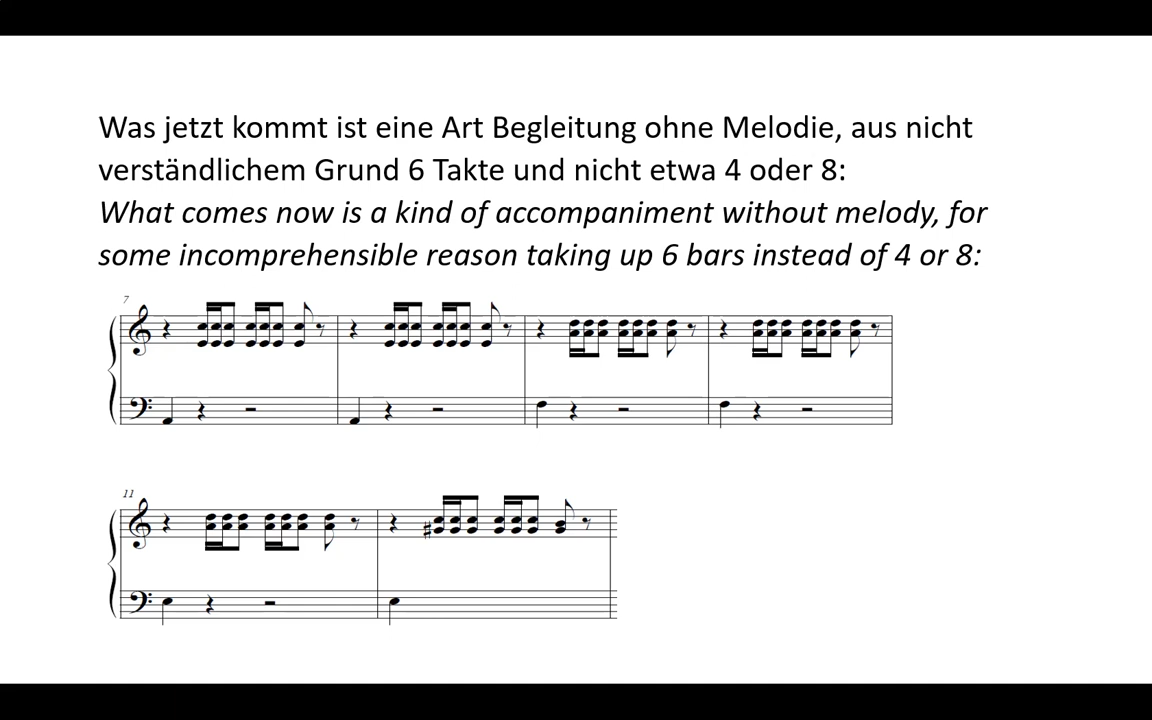 Was jetzt kommt ist eine Art Begleitung ohne Melodie, aus nicht
verständlichem Grund 6 Takte und nicht etwa 4 oder 8:
What comes now is a kind of accompaniment without melody, for
some incomprehensible reason taking up 6 bars instead of 4 or 8:
7
11